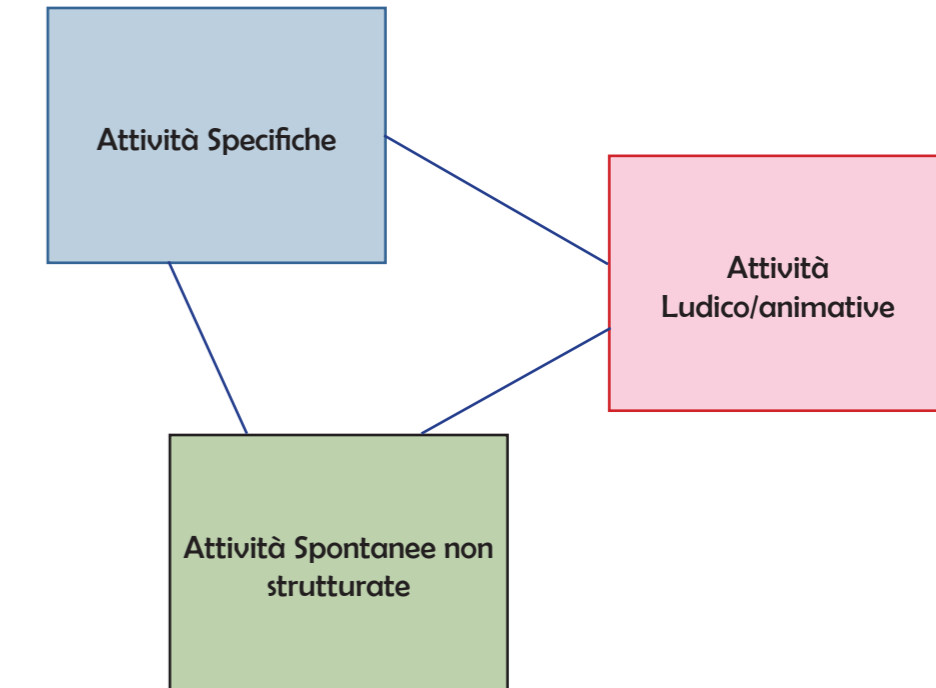 Attività Specifiche
Attività
Ludico/animative
Attività Spontanee non
strutturate